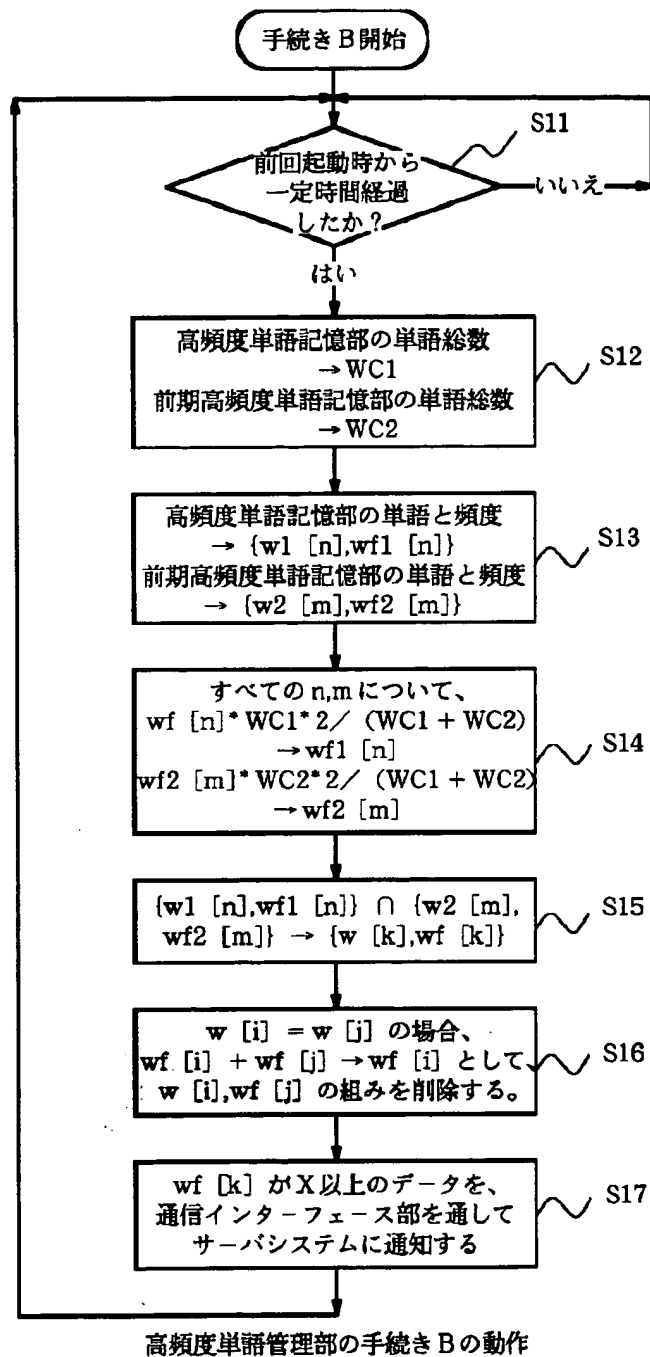 手続きB開始
S11
前回起動時から
一定時間経過
したか？
いいえ
はい
高頻度単語記憶部の単語総数
→WC1
前期高頻度単語記憶部の単語総数
→WC2
S12
高頻度単語記憶部の単語と頻度
→ {w1 [n],wf1 [n]}
前期高頻度単語記憶部の単語と頻度
→ {w2 [m],wf2 [m]}
S13
すべてのn,mについて、
wf [n]* WC1* 2／ (WC1 + WC2)
→wf1 [n]
wf2 [m]* WC2* 2／ (WC1 + WC2)
→wf2 [m]
S14
{w1 [n],wf1 [n]} ∩ {w2 [m],
wf2 [m]} → {w [k],wf [k]}
S15
w [i] = w [j] の場合、
wf [i] + wf [j] →wf [i] として、
w [i],wf [j] の組みを削除する。
S16
wf [k] がX以上のデータを、
通信インターフェース部を通して
サーバシステムに通知する
S17
高頻度単語管理部の手続きBの動作